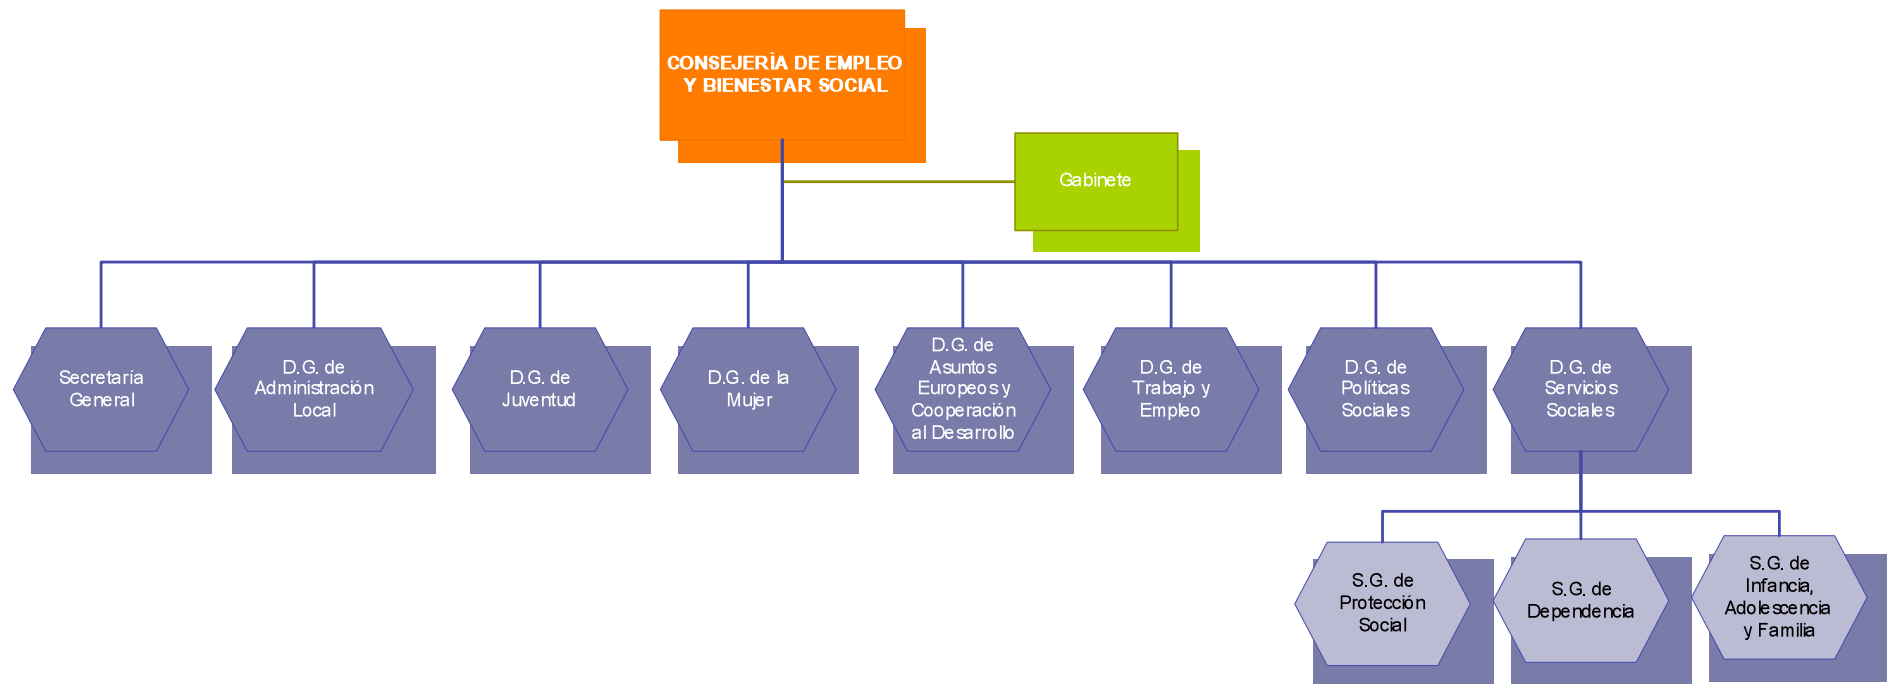 CONSEJERÍA DE EMPLEO
Y BIENESTAR SOCIAL
Gabinete
Secretaría
General
D.G. de
Administración
Local
D.G. de
Juventud
D.G. de la
Mujer
D.G. de
Asuntos
Europeos y
Cooperación
al Desarrollo
D.G. de
Trabajo y
Empleo
D.G. de
Políticas
Sociales
D.G. de
Servicios
Sociales
S.G. de
Protección
Social
S.G. de
Dependencia
S.G. de
Infancia,
Adolescencia
y Familia